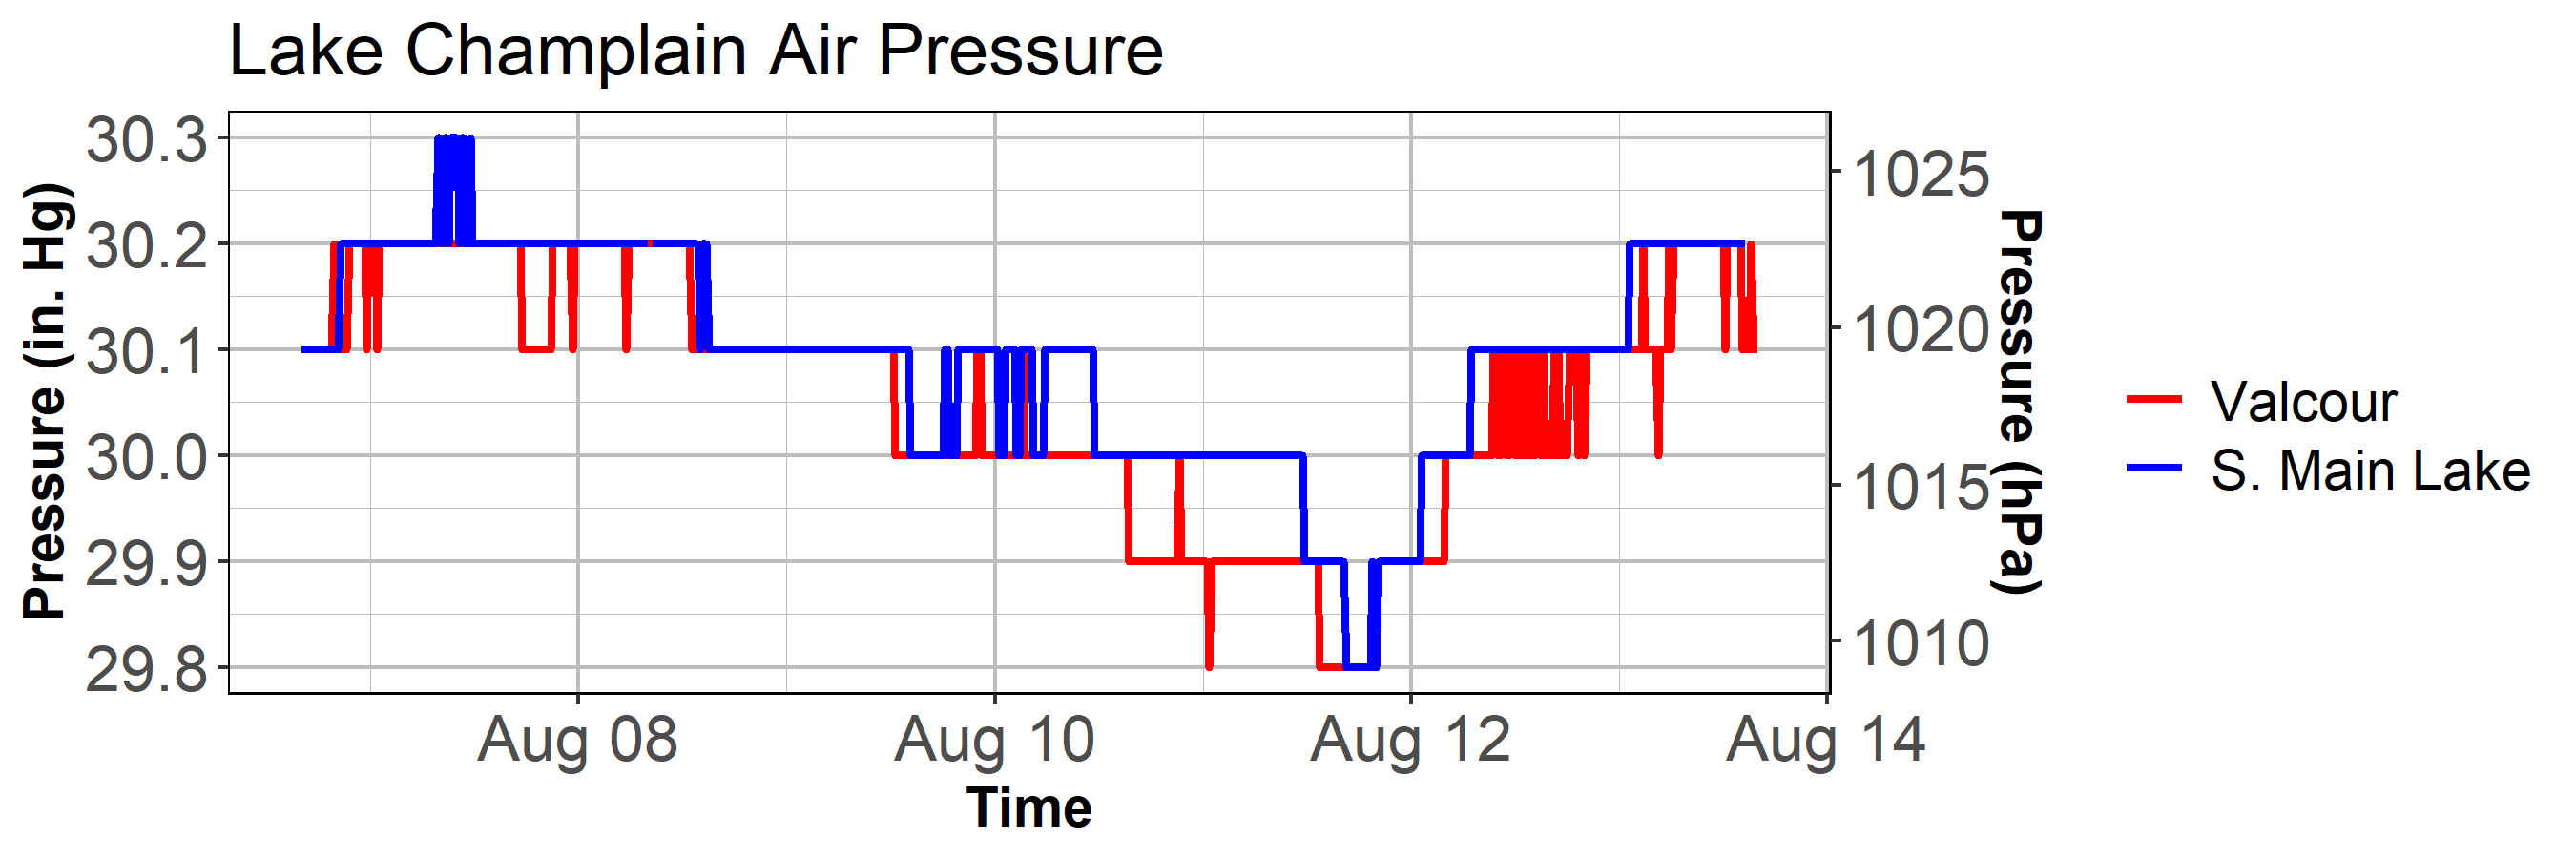 Lake Champlain Air Pressure
Pressure (in. Hg)
30.3
30.2
30.1
30.0
29.9
29.8
1025
1020
1015
1010
Pressure (hPa)
Aug 08
Aug 10
Aug 12
Aug 14
Time
Valcour
S. Main Lake